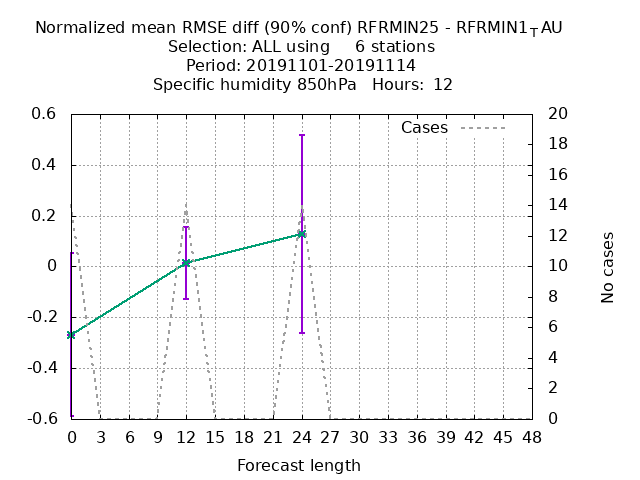 Normalized mean RMSE diff (90% conf) RFRMIN25 - RFRMIN1_TAU
Selection: ALL using     6 stations
Period: 20191101-20191114
Specific humidity 850hPa   Hours:  12
Cases
0.6
0.4
0.2
0
-0.2
-0.4
-0.6
20
18
16
14
12
10
8
6
4
2
0
No cases
0 3 6 9 12 15 18 21 24 27 30 33 36 39 42 45 48
Forecast length